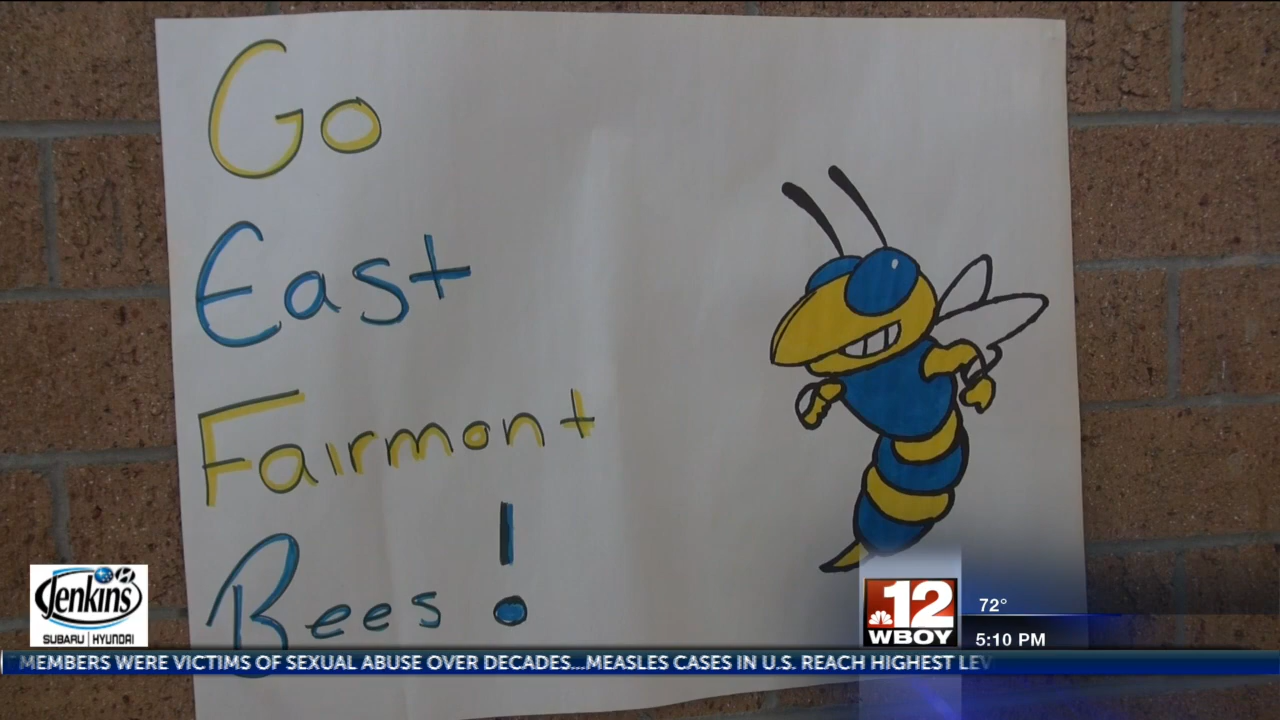 Go
East
Fairmont
Bees!
Jenkins
SUBARU | HYUNDAI
12
WBOY
72°
5:10 PM
MEMBERS WERE VICTIMS OF SEXUAL ABUSE OVER DECADES...MEASLES CASES IN U.S. REACH HIGHEST LEV